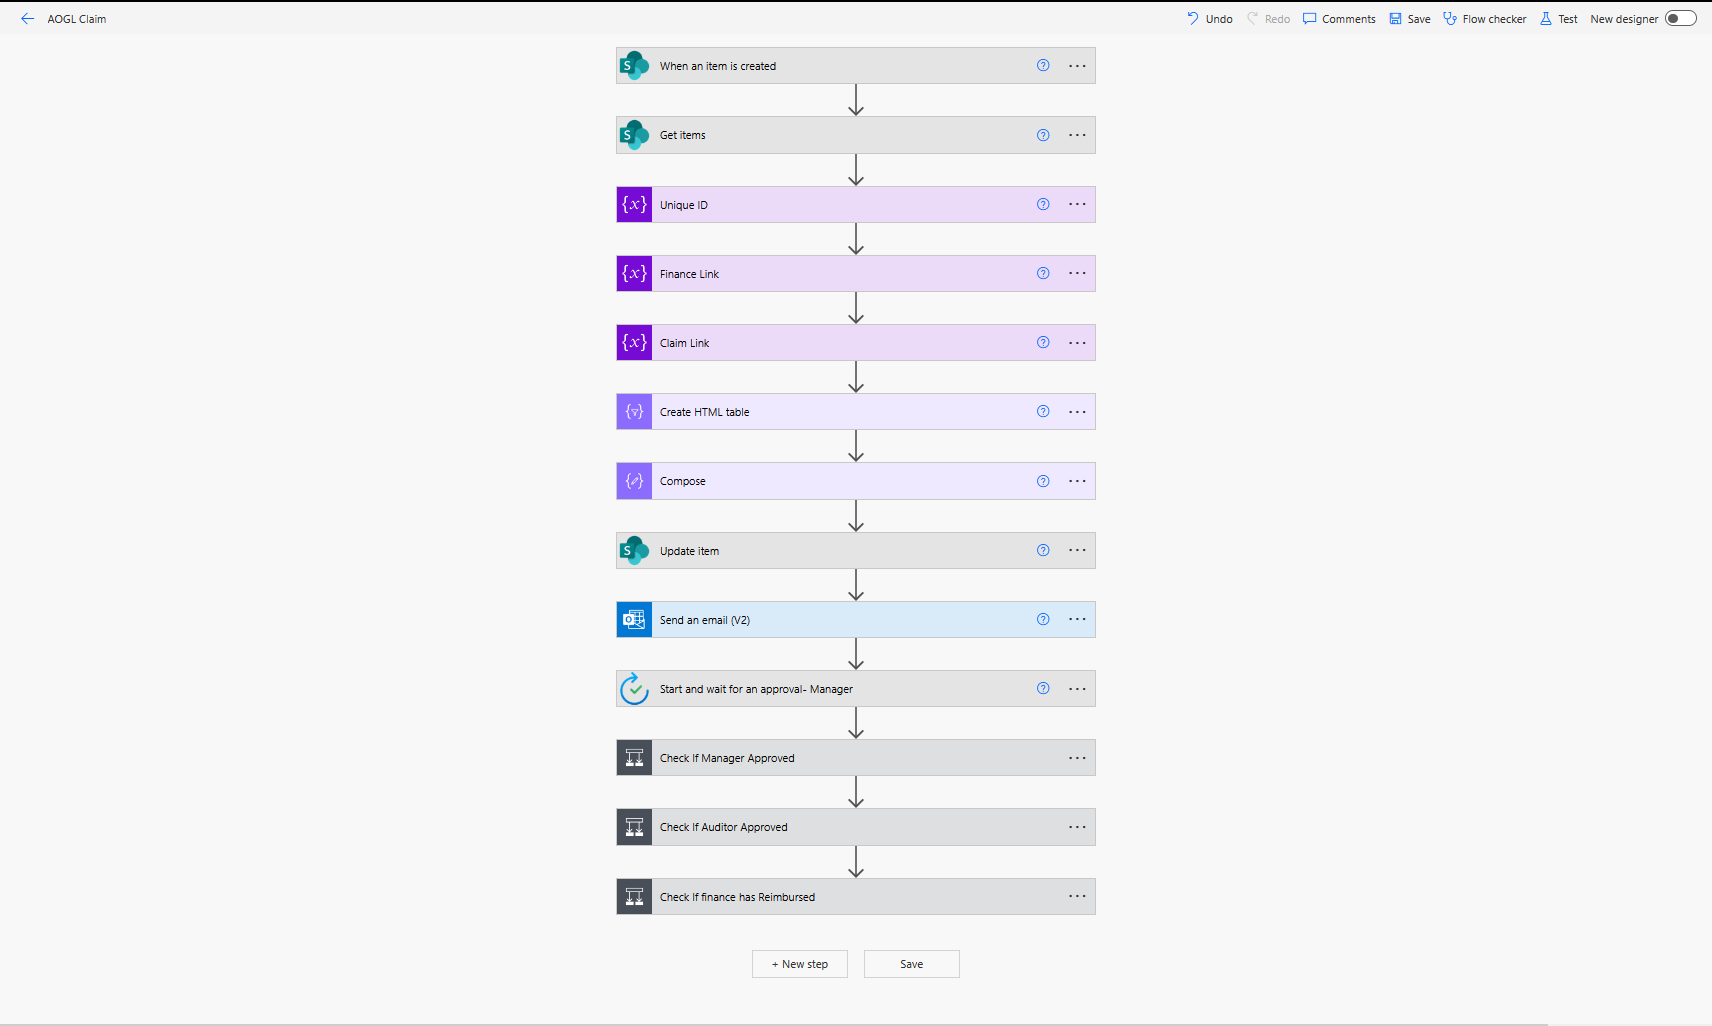 AOGL Claim
Undo Redo Comments Save Flow checker Test New designer
When an item is created
Get items
Unique ID
Finance Link
Claim Link
Create HTML table
Compose
Update item
Send an email (V2)
Start and wait for an approval- Manager
Check If Manager Approved
Check If Auditor Approved
Check If finance has Reimbursed
+ New step Save